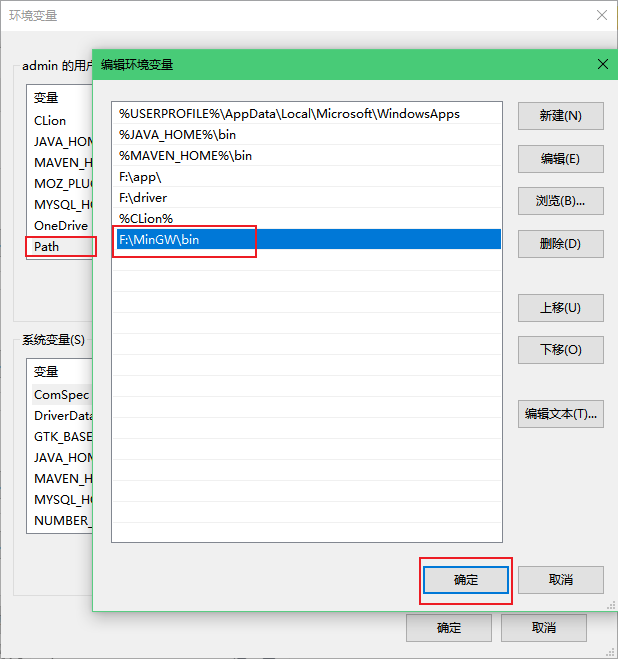 环境变量
admin 的用户
变量
CLion
JAVA_HOM
MAVEN_H
MOZ_PLUG
MYSQL_HO
OneDrive
Path
系统变量(S)
变量
ComSpec
DriverData
GTK_BASE
JAVA_HOM
MAVEN_H
MYSQL_HO
NUMBER_
编辑环境变量
%USERPROFILE%\AppData\Local\Microsoft\WindowsApps
%JAVA_HOME%\bin
%MAVEN_HOME%\bin
F:\app\
F:\driver
%CLion%
F:\MinGW\bin
新建(N)
编辑(E)
浏览(B)...
删除(D)
上移(U)
下移(O)
编辑文本(T)...
确定
取消
确定
取消